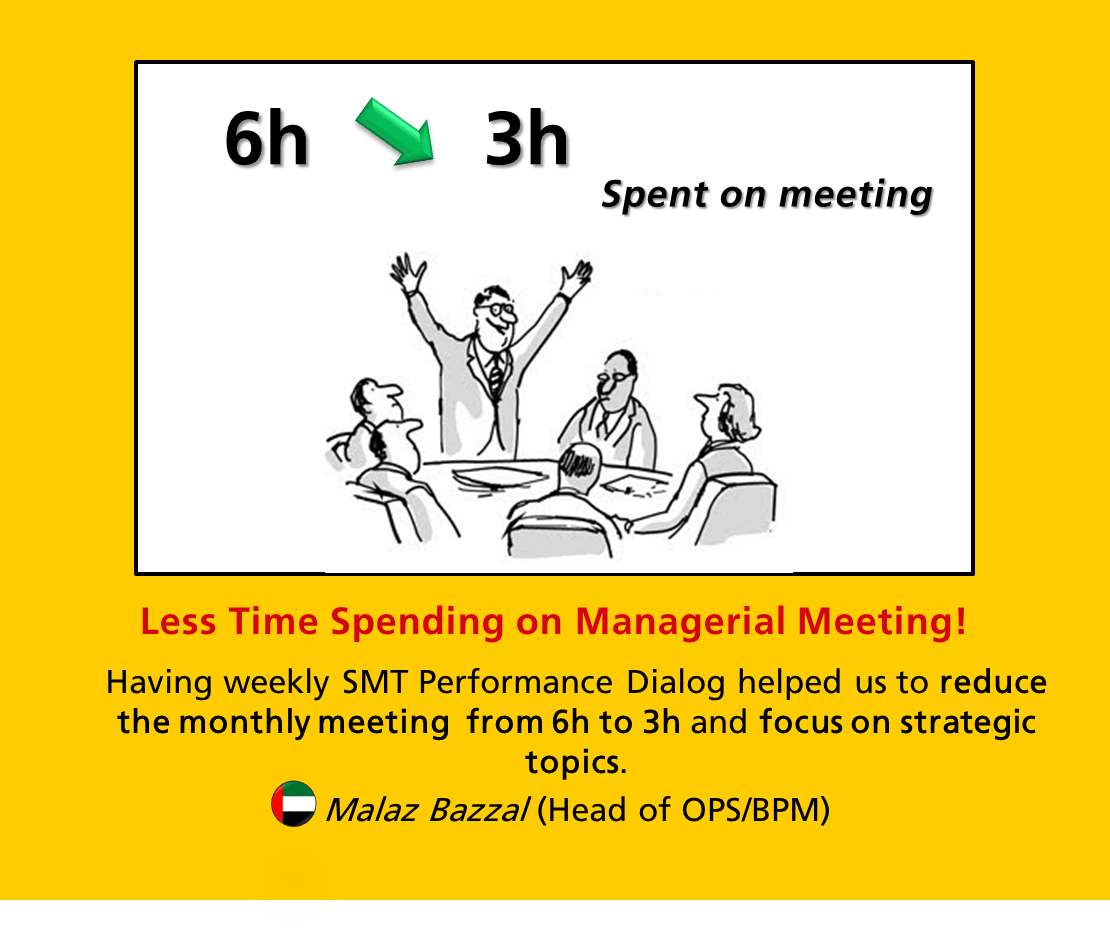 6h 3h
Spent on meeting
Less Time Spending on Managerial Meeting!
Having weekly SMT Performance Dialog helped us to reduce
the monthly meeting from 6h to 3h and focus on strategic
topics.
Malaz Bazzal (Head of OPS/BPM)